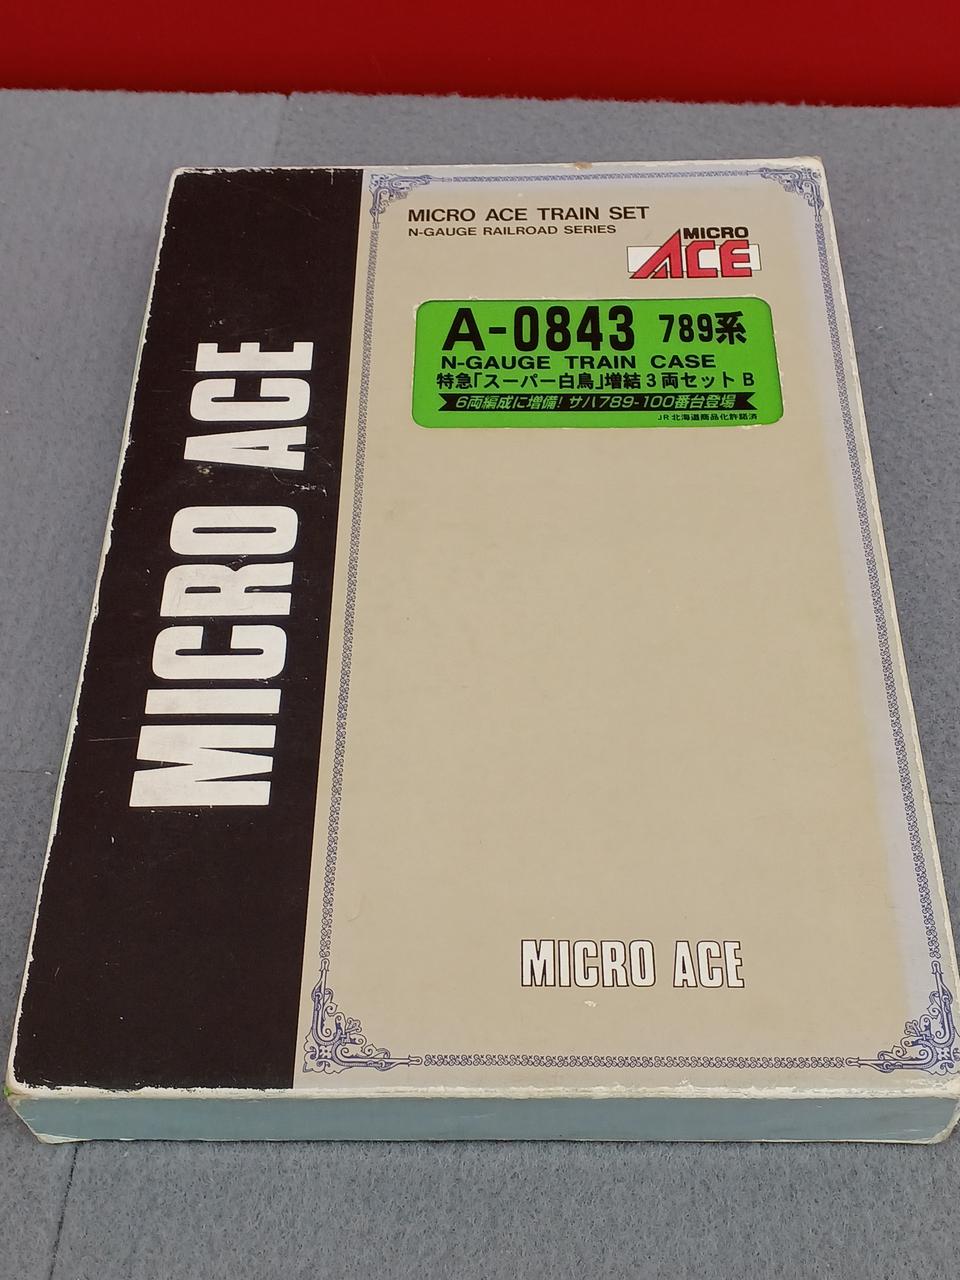 MICRO ACE TRAIN SET
N-GAUGE RAILROAD SERIES
MICRO
ACE
A-0843 789系
N-GAUGE TRAIN CASE
特急「スーパー白鳥」増結3両セット B
6両編成に増備! サハ789-100番台登場
JR北海道商品化許諾済
MICRO ACE
MICRO ACE